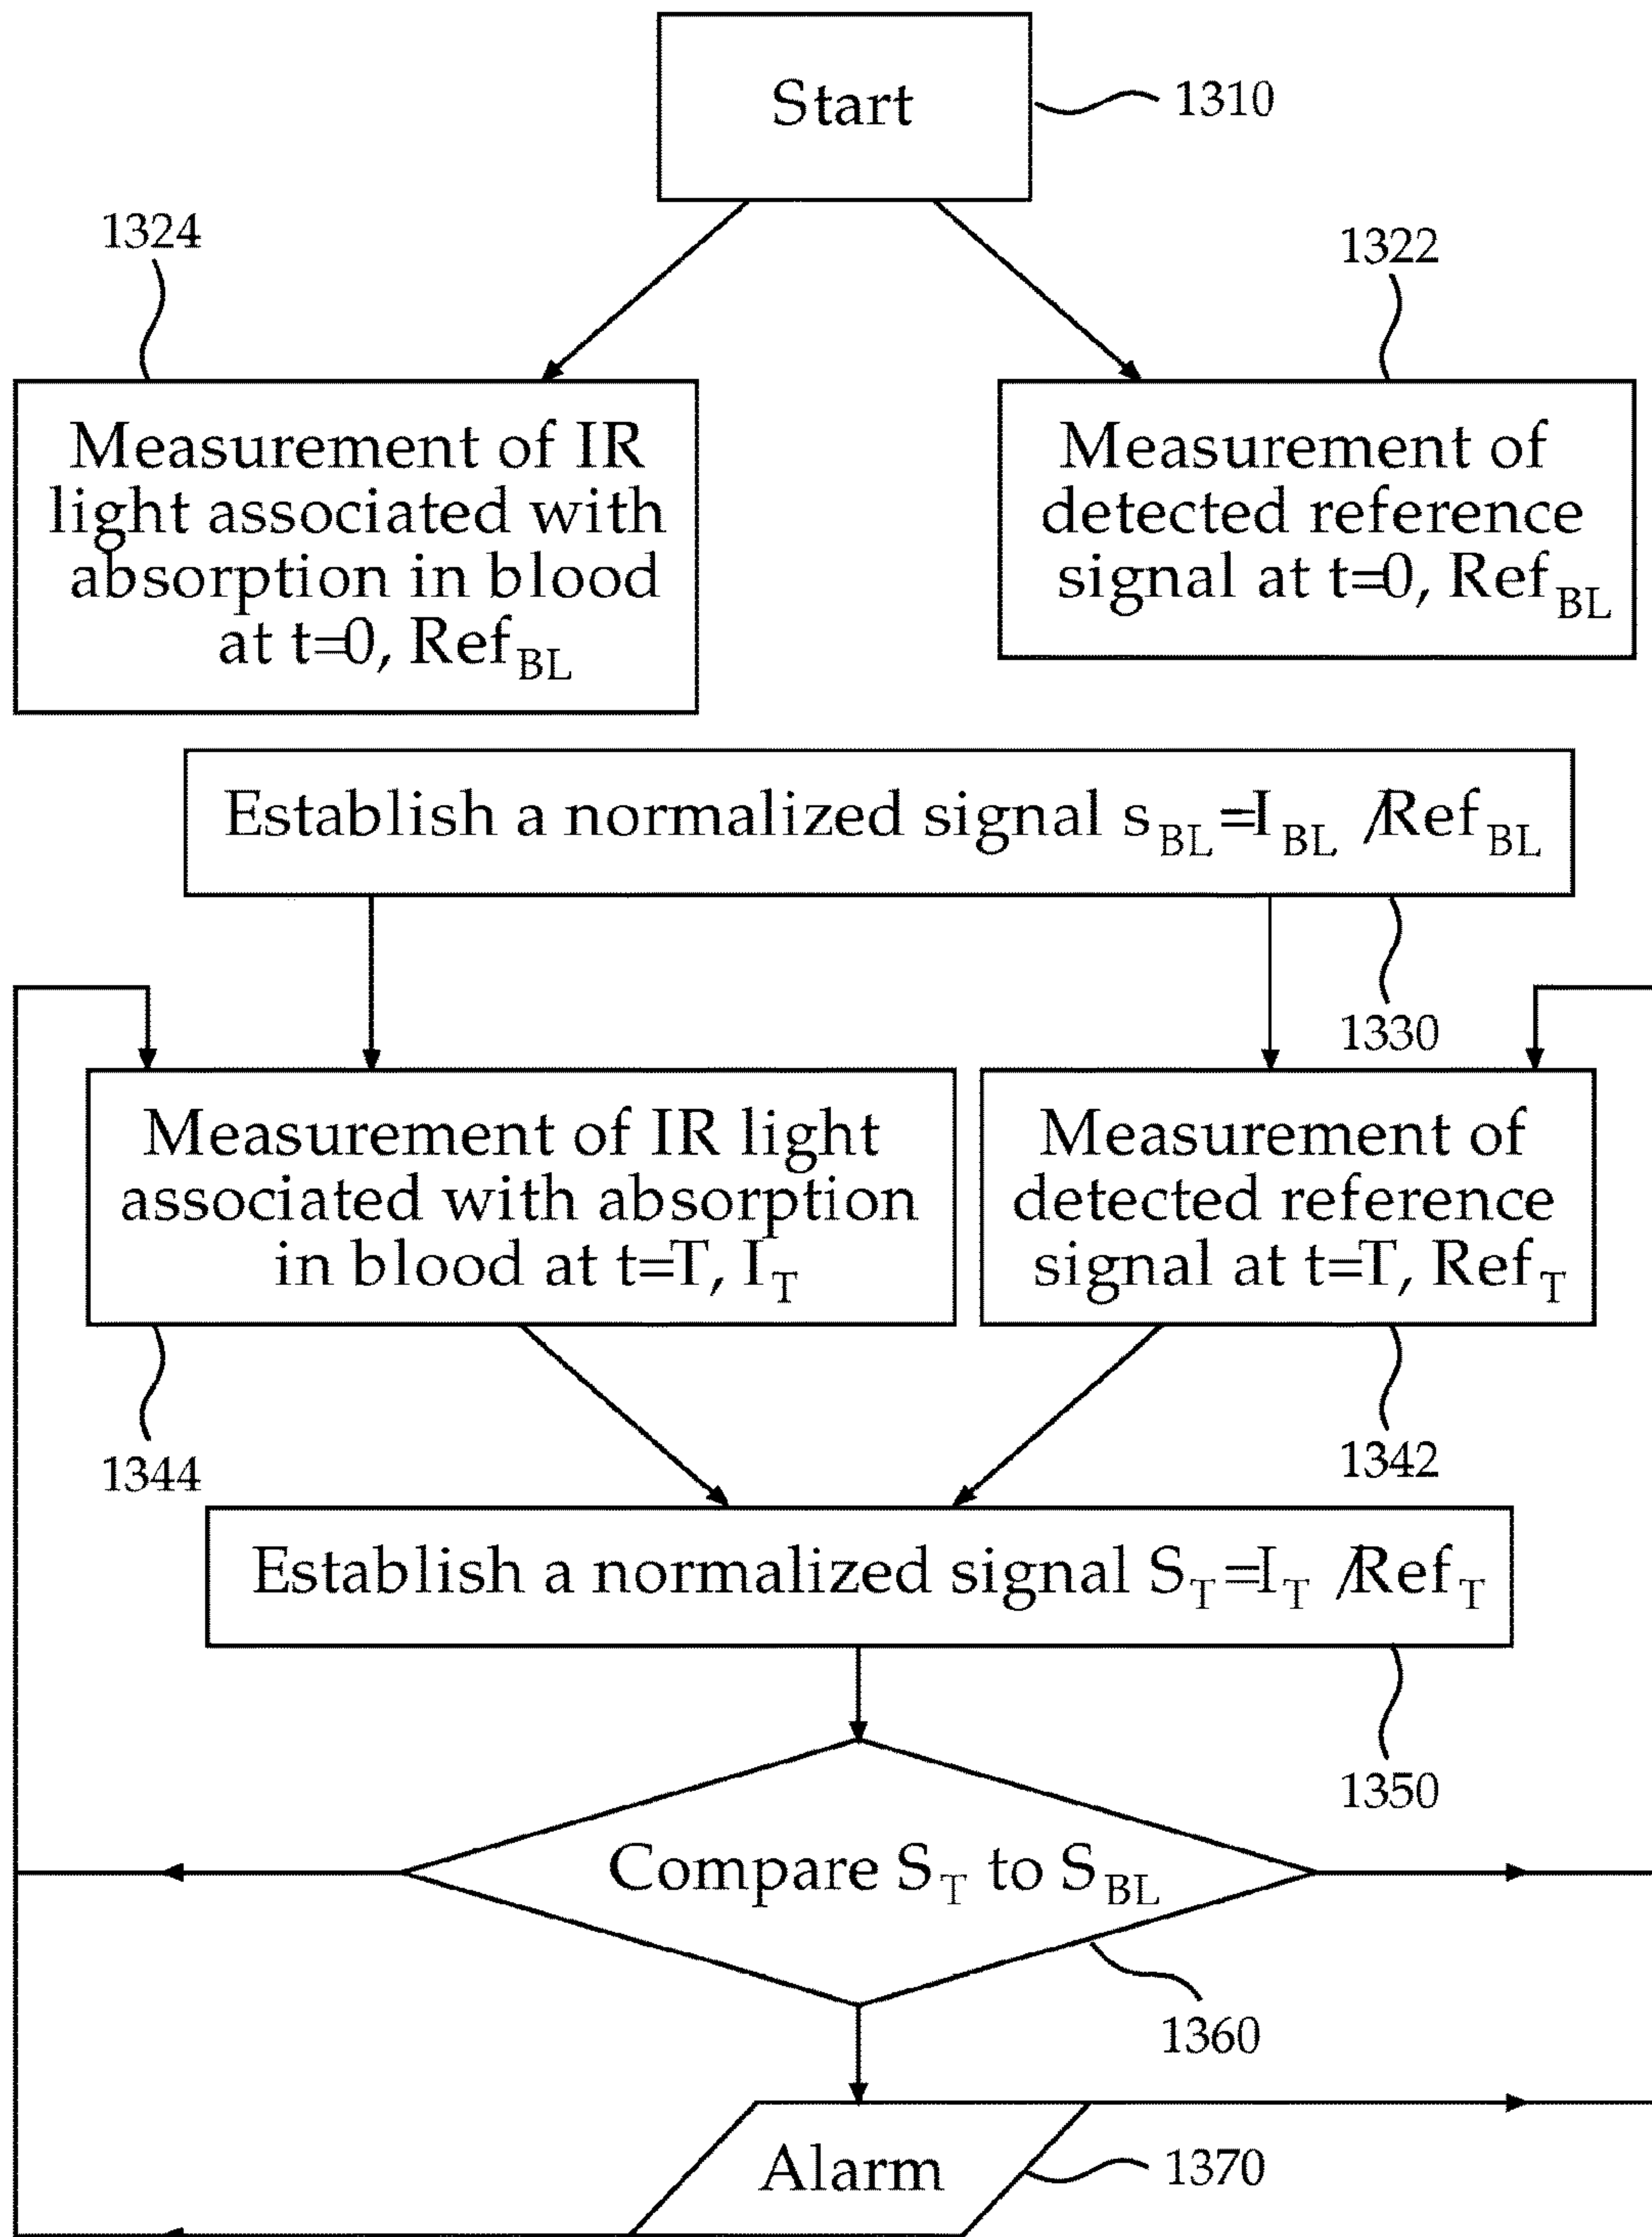 Start
1310
1324
1322
Measurement of IR
light associated with
absorption in blood
at t=0, Ref_BL
Measurement of
detected reference
signal at t=0, Ref_BL
Establish a normalized signal s_BL=I_BL /Ref_BL
1330
Measurement of IR light
associated with absorption
in blood at t=T, I_T
Measurement of
detected reference
signal at t=T, Ref_T
1344
1342
Establish a normalized signal S_T=I_T /Ref_T
1350
Compare S_T to S_BL
1360
Alarm
1370